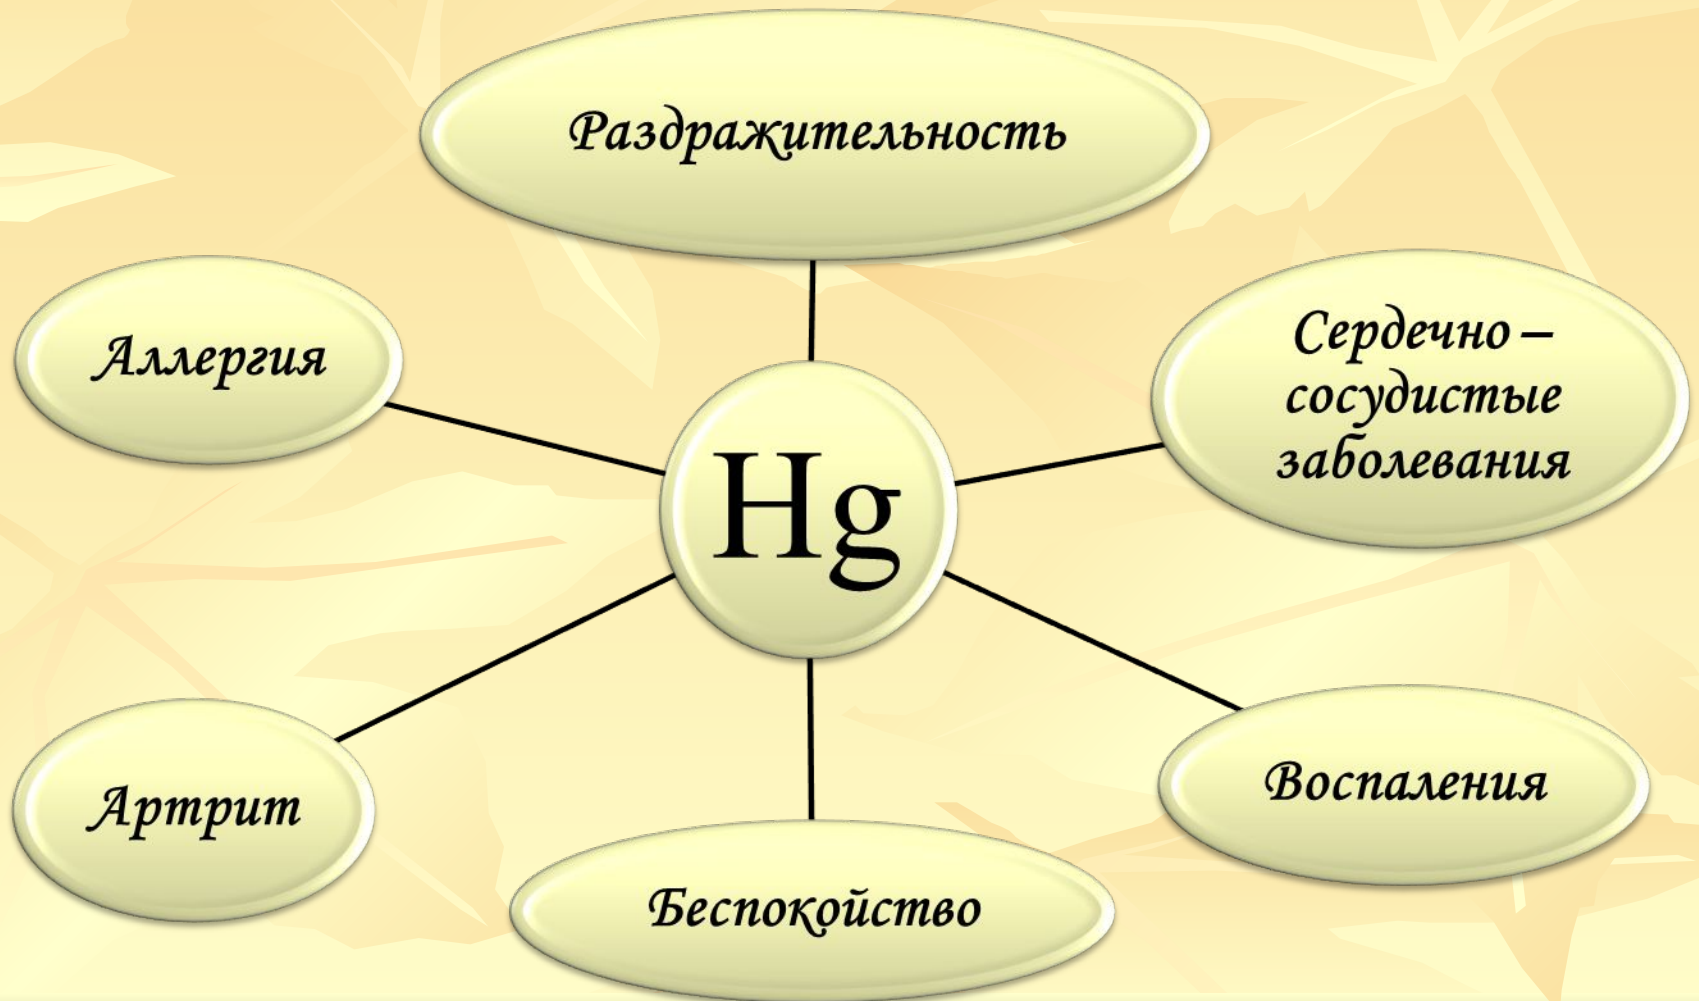 Раздражительность
Аллергия
Сердечно –
сосудистые
заболевания
Hg
Артрит
Воспаления
Беспокойство